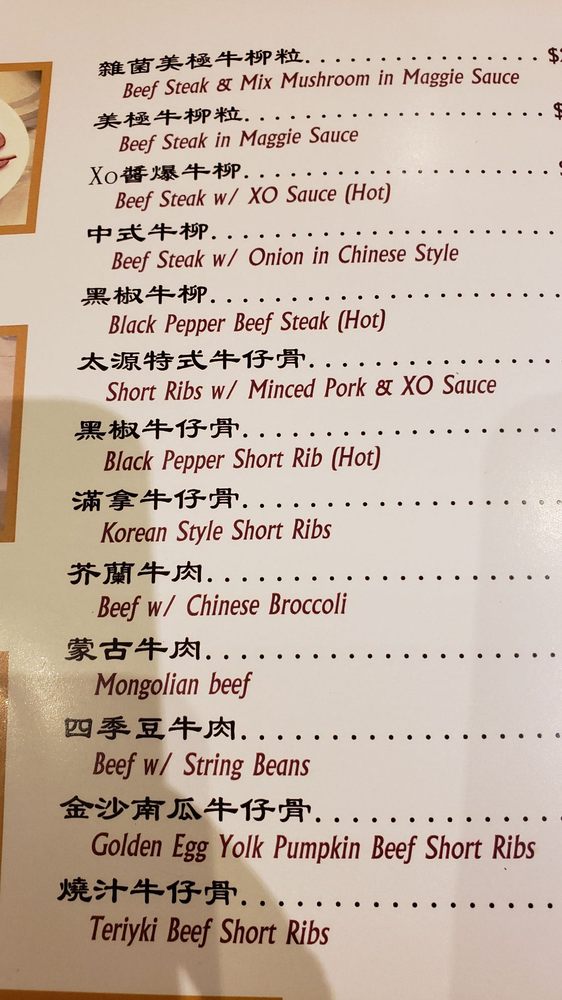 雜菌美極牛柳粒.................. $
Beef Steak & Mix Mushroom in Maggie Sauce
美極牛柳粒........................ $
Beef Steak in Maggie Sauce
Xo醬爆牛柳........................
Beef Steak w/ XO Sauce (Hot)
中式牛柳..........................
Beef Steak w/ Onion in Chinese Style
黑椒牛柳..........................
Black Pepper Beef Steak (Hot)
太源特式牛仔骨..................
Short Ribs w/ Minced Pork & XO Sauce
黑椒牛仔骨.......................
Black Pepper Short Rib (Hot)
滿拿牛仔骨.......................
Korean Style Short Ribs
芥蘭牛肉.........................
Beef w/ Chinese Broccoli
蒙古牛肉.........................
Mongolian beef
四季豆牛肉......................
Beef w/ String Beans
金沙南瓜牛仔骨................
Golden Egg Yolk Pumpkin Beef Short Ribs
燒汁牛仔骨......................
Teriyki Beef Short Ribs